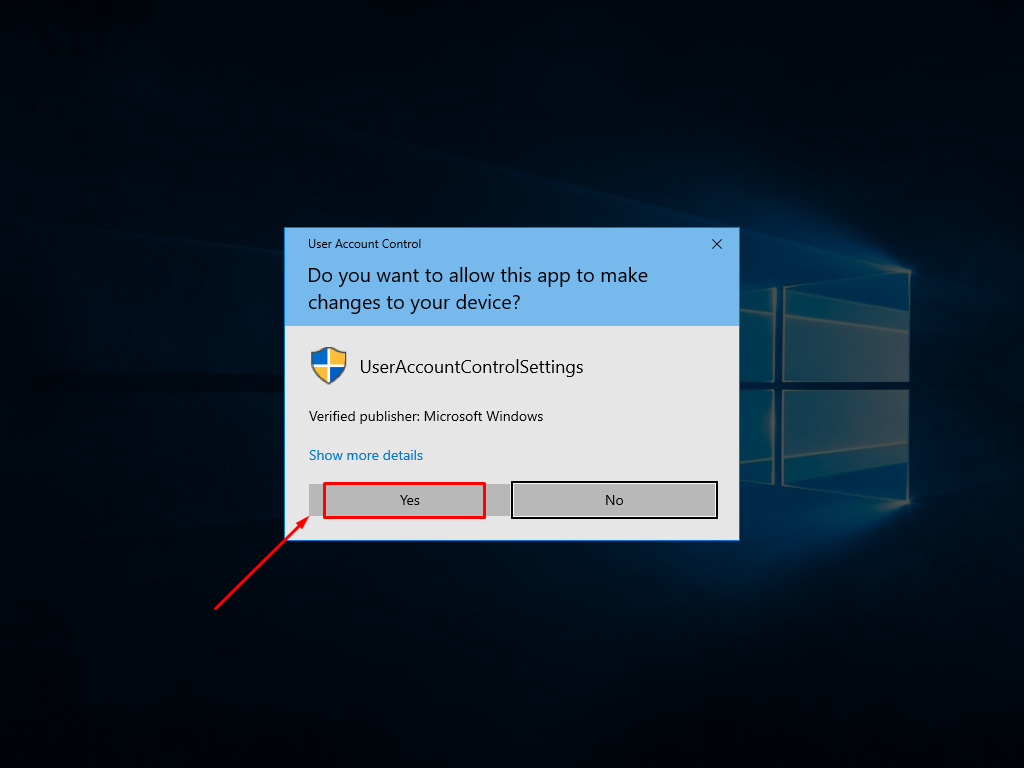 User Account Control
Do you want to allow this app to make
changes to your device?
UserAccountControlSettings
Verified publisher: Microsoft Windows
Show more details
Yes
No